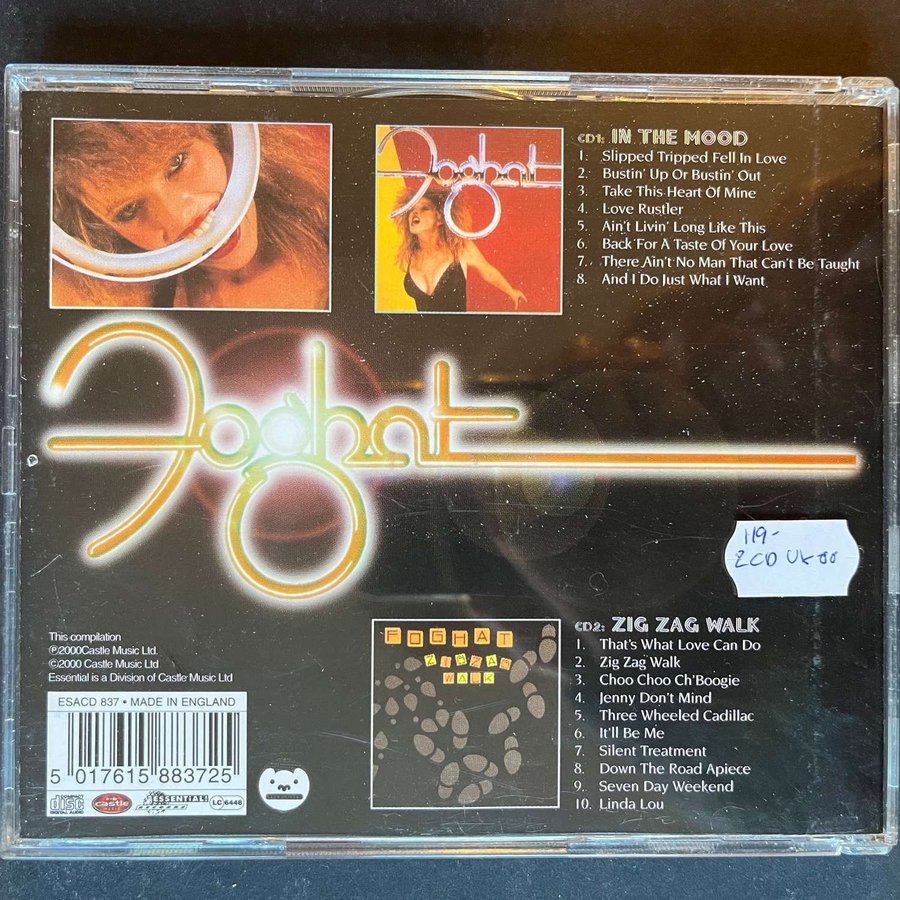 Foghat
CD1: IN THE MOOD
1. Slipped Tripped Fell In Love
2. Bustin' Up Or Bustin' Out
3. Take This Heart Of Mine
4. Love Rustler
5. Ain't Livin' Long Like This
6. Back For A Taste Of Your Love
7. There Ain't No Man That Can't Be Taught
8. And I Do Just What I Want
Foghat
119-
2CD UK 00
This compilation
℗2000Castle Music Ltd.
©2000 Castle Music Ltd
Essential is a Division of Castle Music Ltd
ESACD 837 • MADE IN ENGLAND
5 017615 883725
COMPACT
disc
DIGITAL AUDIO
castle
MUSIC
ESSENTIAL!
RECORDS
LC 6448
FOGHAT
ZIG ZAG
WALK
CD2: ZIG ZAG WALK
1. That's What Love Can Do
2. Zig Zag Walk
3. Choo Choo Ch'Boogie
4. Jenny Don't Mind
5. Three Wheeled Cadillac
6. It'll Be Me
7. Silent Treatment
8. Down The Road Apiece
9. Seven Day Weekend
10. Linda Lou